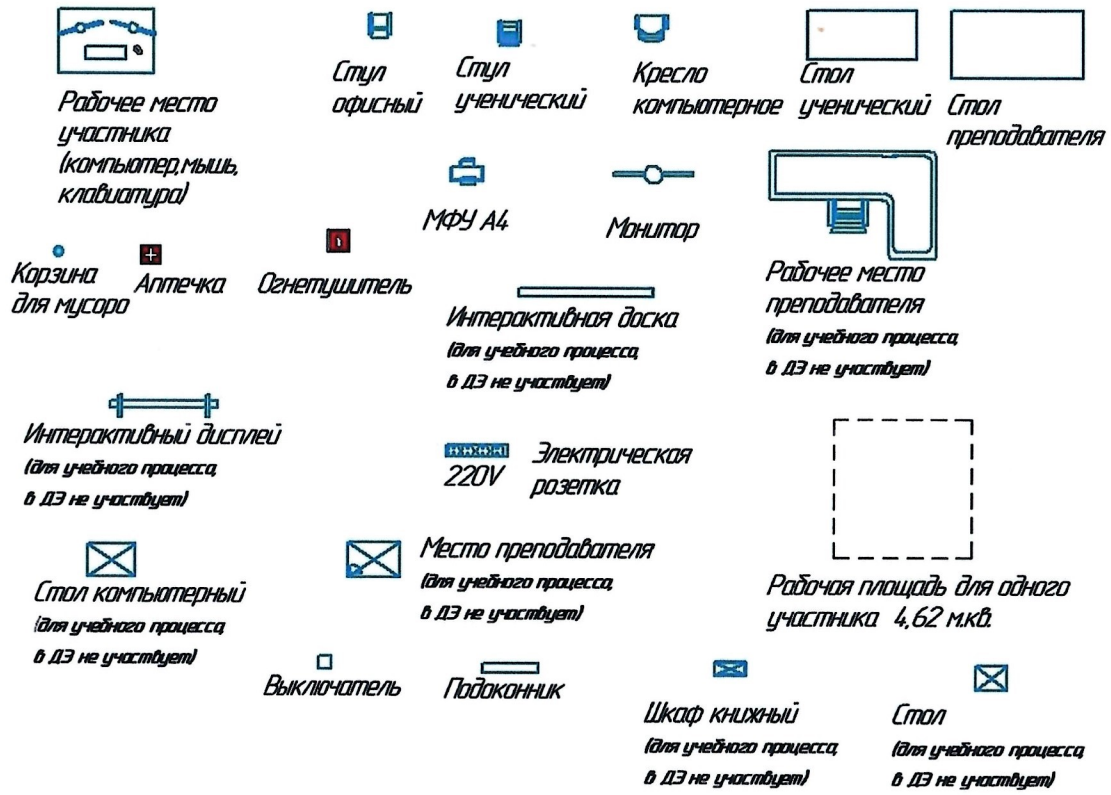 Рабочее место
участника
(компьютер,мышь,
клавиатура)
Стул
офисный
Стул
ученический
Кресло
компьютерное
Стол
ученический
Стол
преподавателя
МФУ А4
Монитор
Рабочее место
преподавателя
(для учебного процесса,
в ДЭ не участвует)
Корзина
для мусора
Аптечка
Огнетушитель
Интерактивная доска
(для учебного процесса,
в ДЭ не участвует)
Интерактивный дисплей
(для учебного процесса,
в ДЭ не участвует)
220V
Электрическая
розетка
Рабочая площадь для одного
участника 4,62 м.кв.
Стол компьютерный
(для учебного процесса,
в ДЭ не участвует)
Место преподавателя
(для учебного процесса,
в ДЭ не участвует)
Выключатель
Подоконник
Шкаф книжный
(для учебного процесса,
в ДЭ не участвует)
Стол
(для учебного процесса,
в ДЭ не участвует)